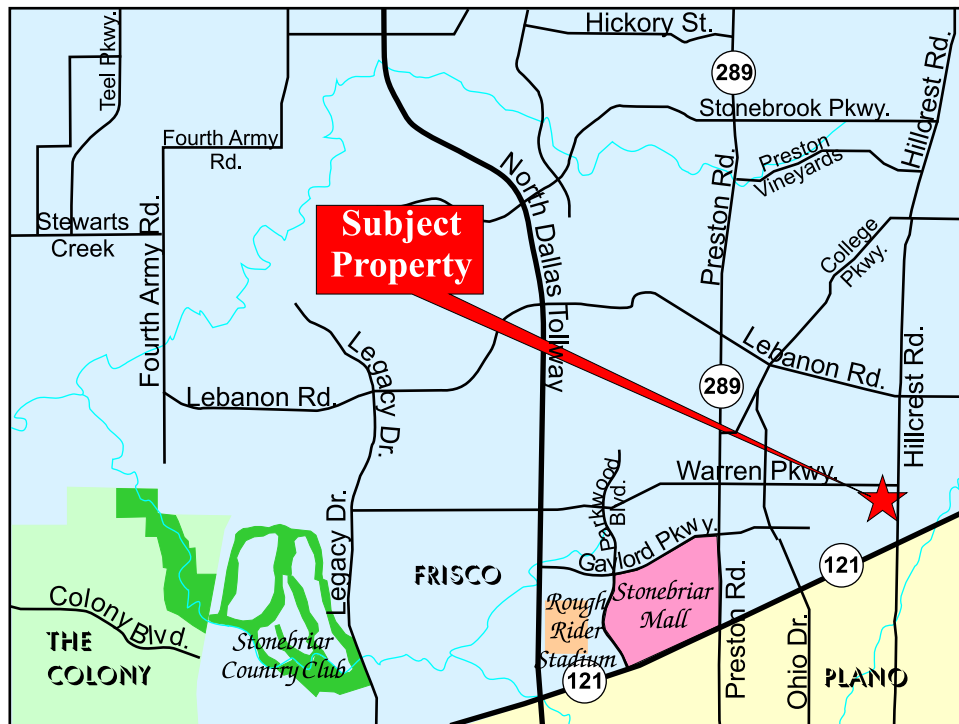 Hickory St.
Teel Pkwy.
289
Hillcrest Rd.
Stonebrook Pkwy.
Fourth Army
Rd.
Preston
Vineyards
North Dallas Tollway
Preston Rd.
Stewarts
Creek
Fourth Army Rd.
Subject
Property
College
Pkwy.
Legacy Dr.
Lebanon Rd.
289
Lebanon Rd.
Hillcrest Rd.
Warren Pkwy.
Parkwood
Blvd.
Legacy Dr.
Gaylord Pkwy.
121
FRISCO
Stonebriar
Mall
Rough
Rider
Stadium
Colony Blvd.
THE
COLONY
Stonebriar
Country Club
121
Preston Rd.
Ohio Dr.
PLANO